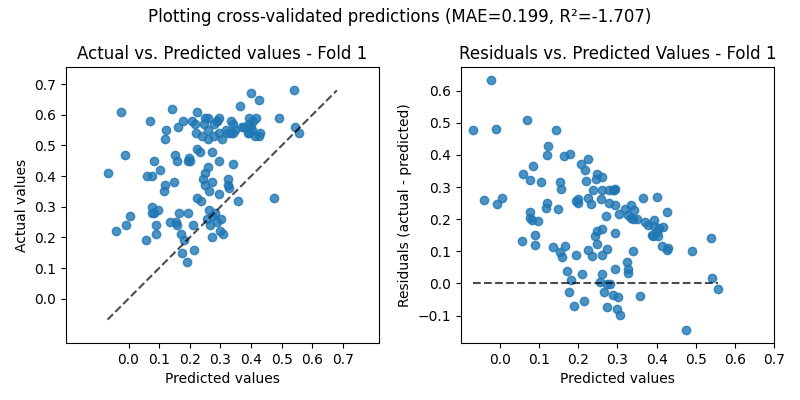 Plotting cross-validated predictions (MAE=0.199, R²=-1.707)
Actual vs. Predicted values - Fold 1
Actual values
0.7
0.6
0.5
0.4
0.3
0.2
0.1
0.0
0.0 0.1 0.2 0.3 0.4 0.5 0.6 0.7
Predicted values
Residuals vs. Predicted Values - Fold 1
Residuals (actual - predicted)
0.6
0.5
0.4
0.3
0.2
0.1
0.0
−0.1
0.0 0.1 0.2 0.3 0.4 0.5 0.6 0.7
Predicted values